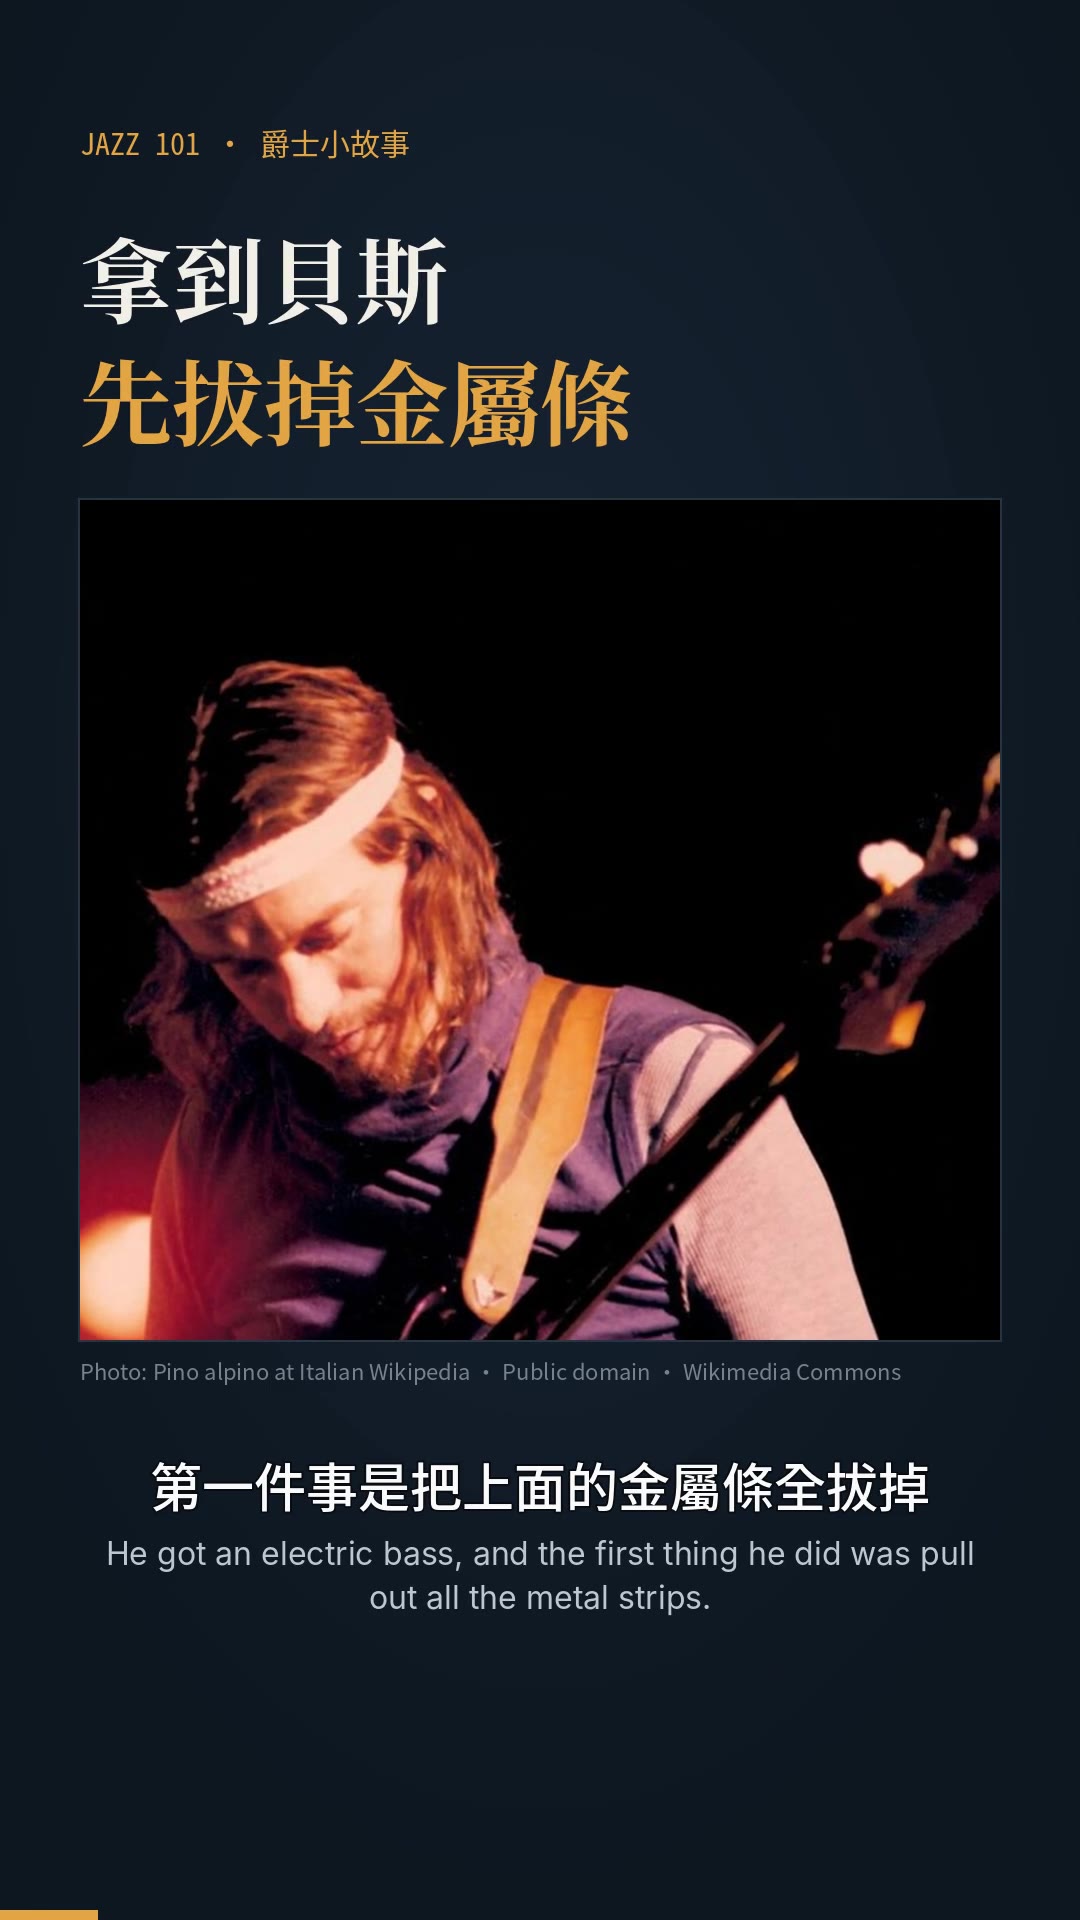 JAZZ 101 • 爵士小故事
拿到貝斯
先拔掉金屬條
Photo: Pino alpino at Italian Wikipedia • Public domain • Wikimedia Commons
第一件事是把上面的金屬條全拔掉
He got an electric bass, and the first thing he did was pull
out all the metal strips.